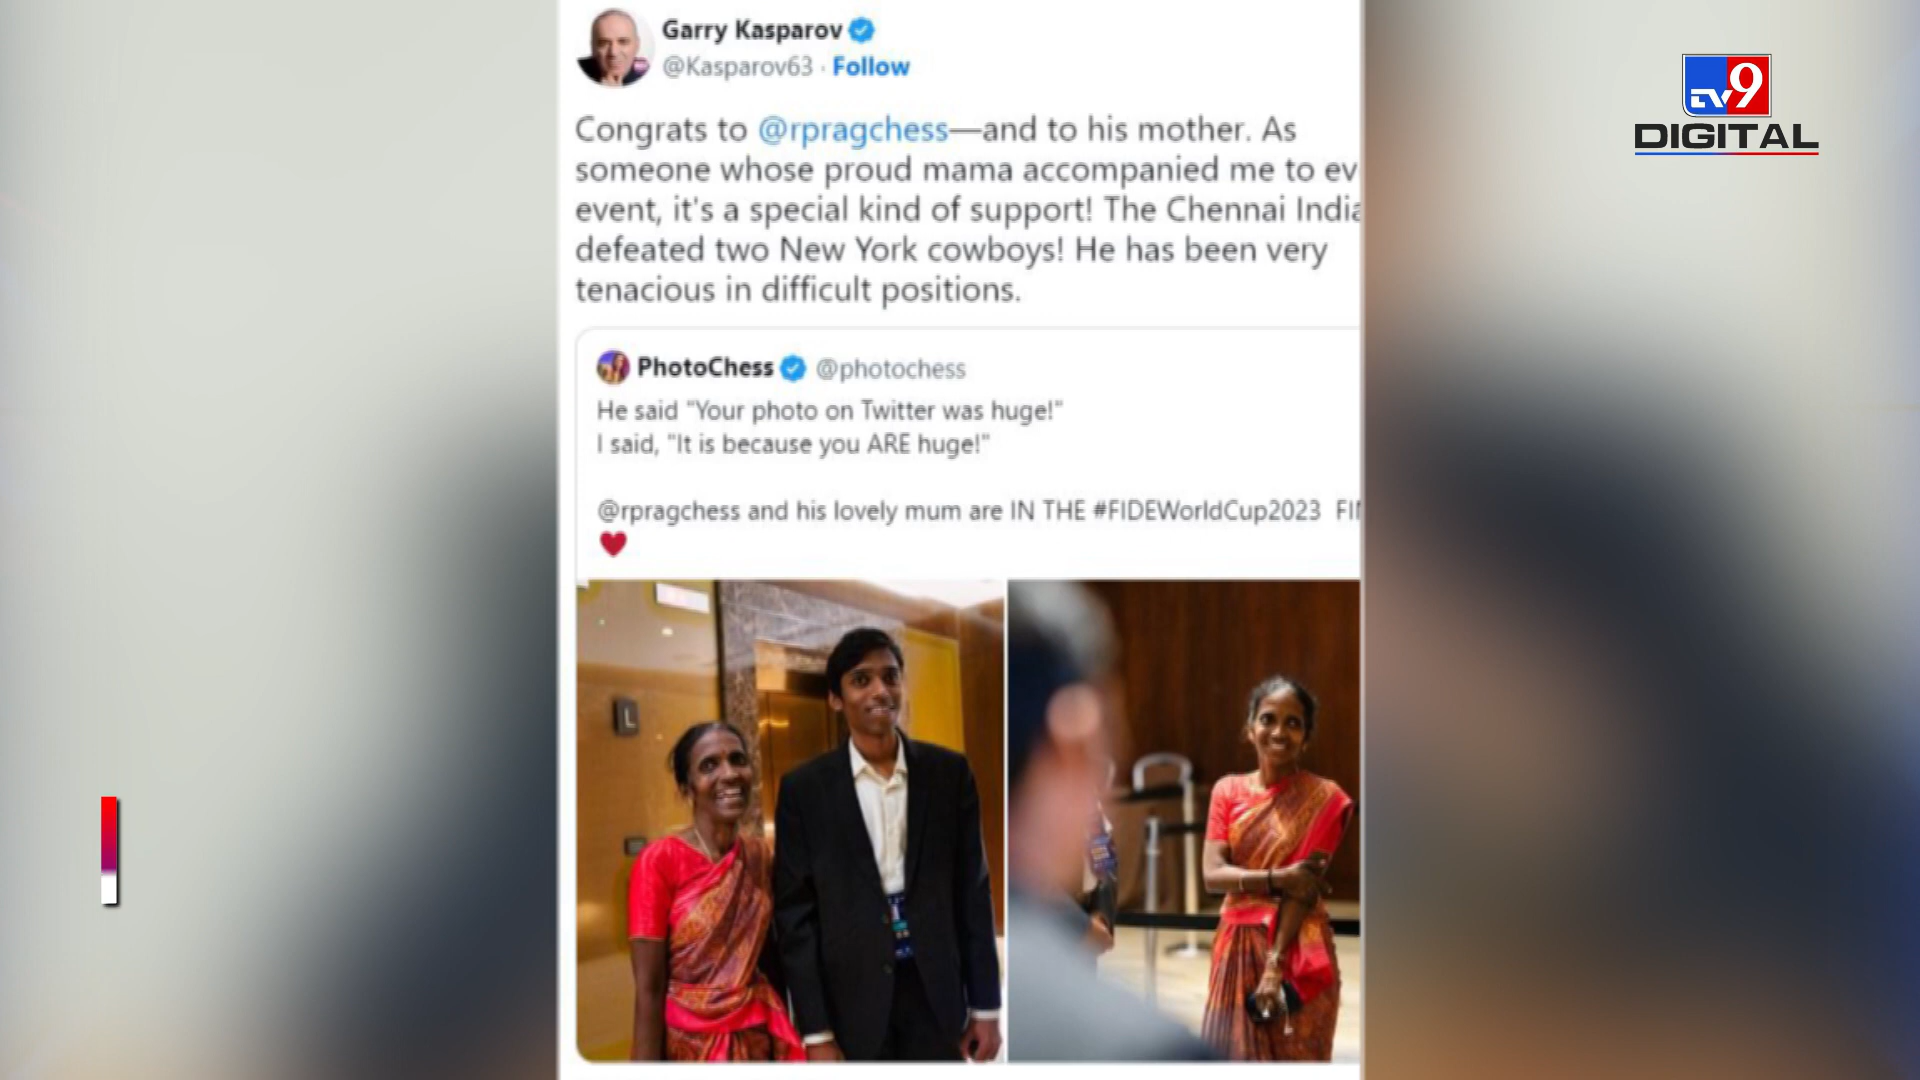 Garry Kasparov
@Kasparov63 · Follow
TV9
DIGITAL
Congrats to @rpragchess—and to his mother. As
someone whose proud mama accompanied me to ev
event, it's a special kind of support! The Chennai India
defeated two New York cowboys! He has been very
tenacious in difficult positions.
PhotoChess @photochess
He said "Your photo on Twitter was huge!"
I said, "It is because you ARE huge!"
@rpragchess and his lovely mum are IN THE #FIDEWorldCup2023 FIN
L